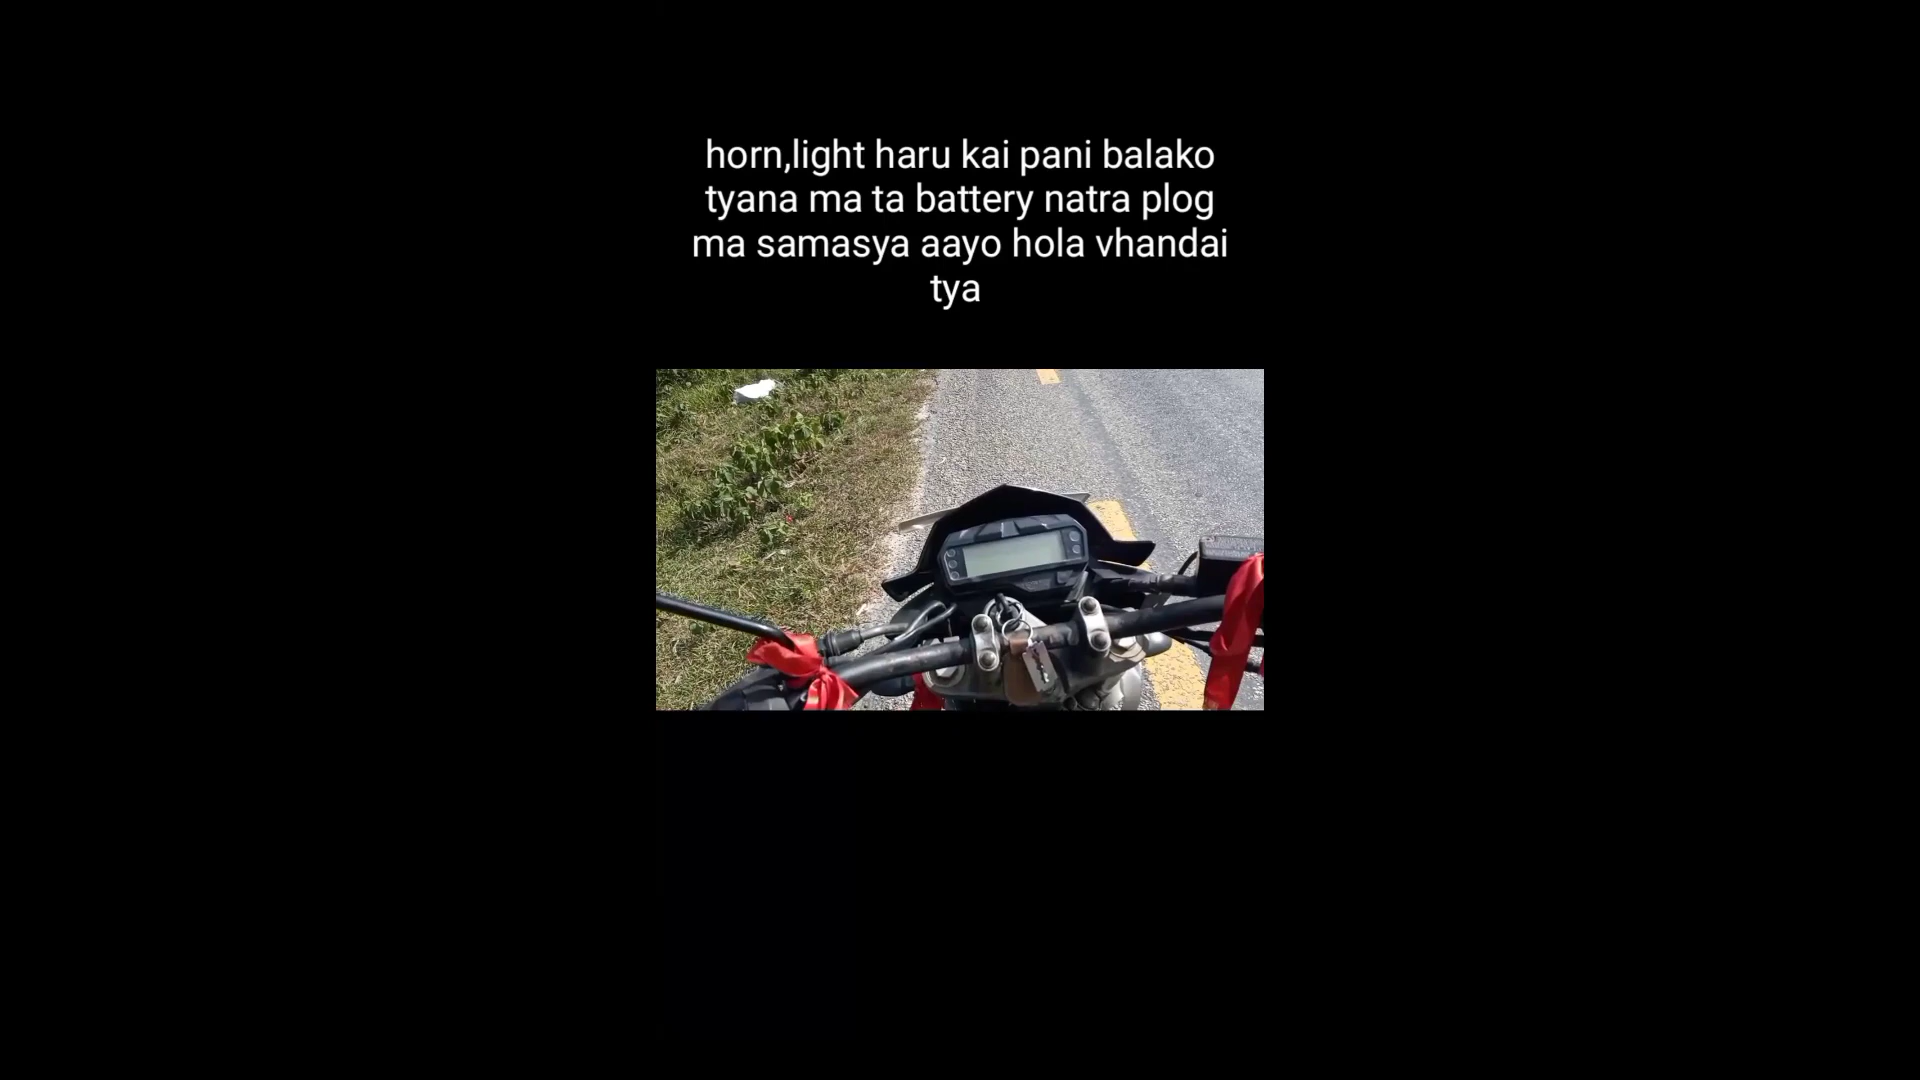 horn,light haru kai pani balako
tyana ma ta battery natra plog
ma samasya aayo hola vhandai
tya